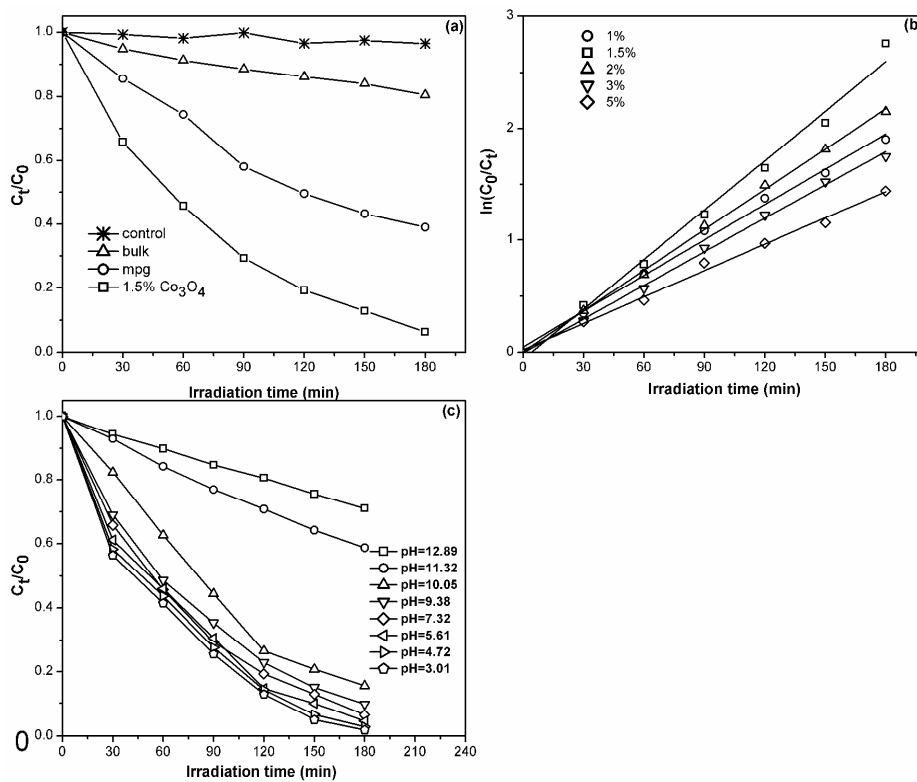 (a)
1.0
0.8
0.6
0.4
0.2
0.0
Ct/C0
control
bulk
mpg
1.5% Co3O4
0 30 60 90 120 150 180
Irradiation time (min)
(b)
3
2
1
0
ln(C0/Ct)
1%
1.5%
2%
3%
5%
0 30 60 90 120 150 180
Irradiation time (min)
(c)
1.0
0.8
0.6
0.4
0.2
0.0
0
Ct/C0
pH=12.89
pH=11.32
pH=10.05
pH=9.38
pH=7.32
pH=5.61
pH=4.72
pH=3.01
0 30 60 90 120 150 180 210 240
Irradiation time (min)